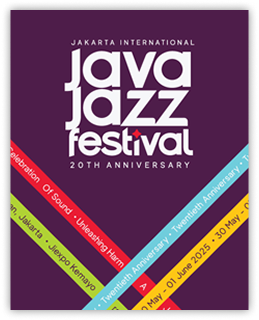 JAKARTA INTERNATIONAL
java
jazz
festival
20TH ANNIVERSARY
Celebration Of Sound • Unleashing Harm
A
Jakarta • Jiexpo Kemayo
Twentieth Anniversary • Twentieth Anniversary
May - 01 June 2025 • 30 May - 0